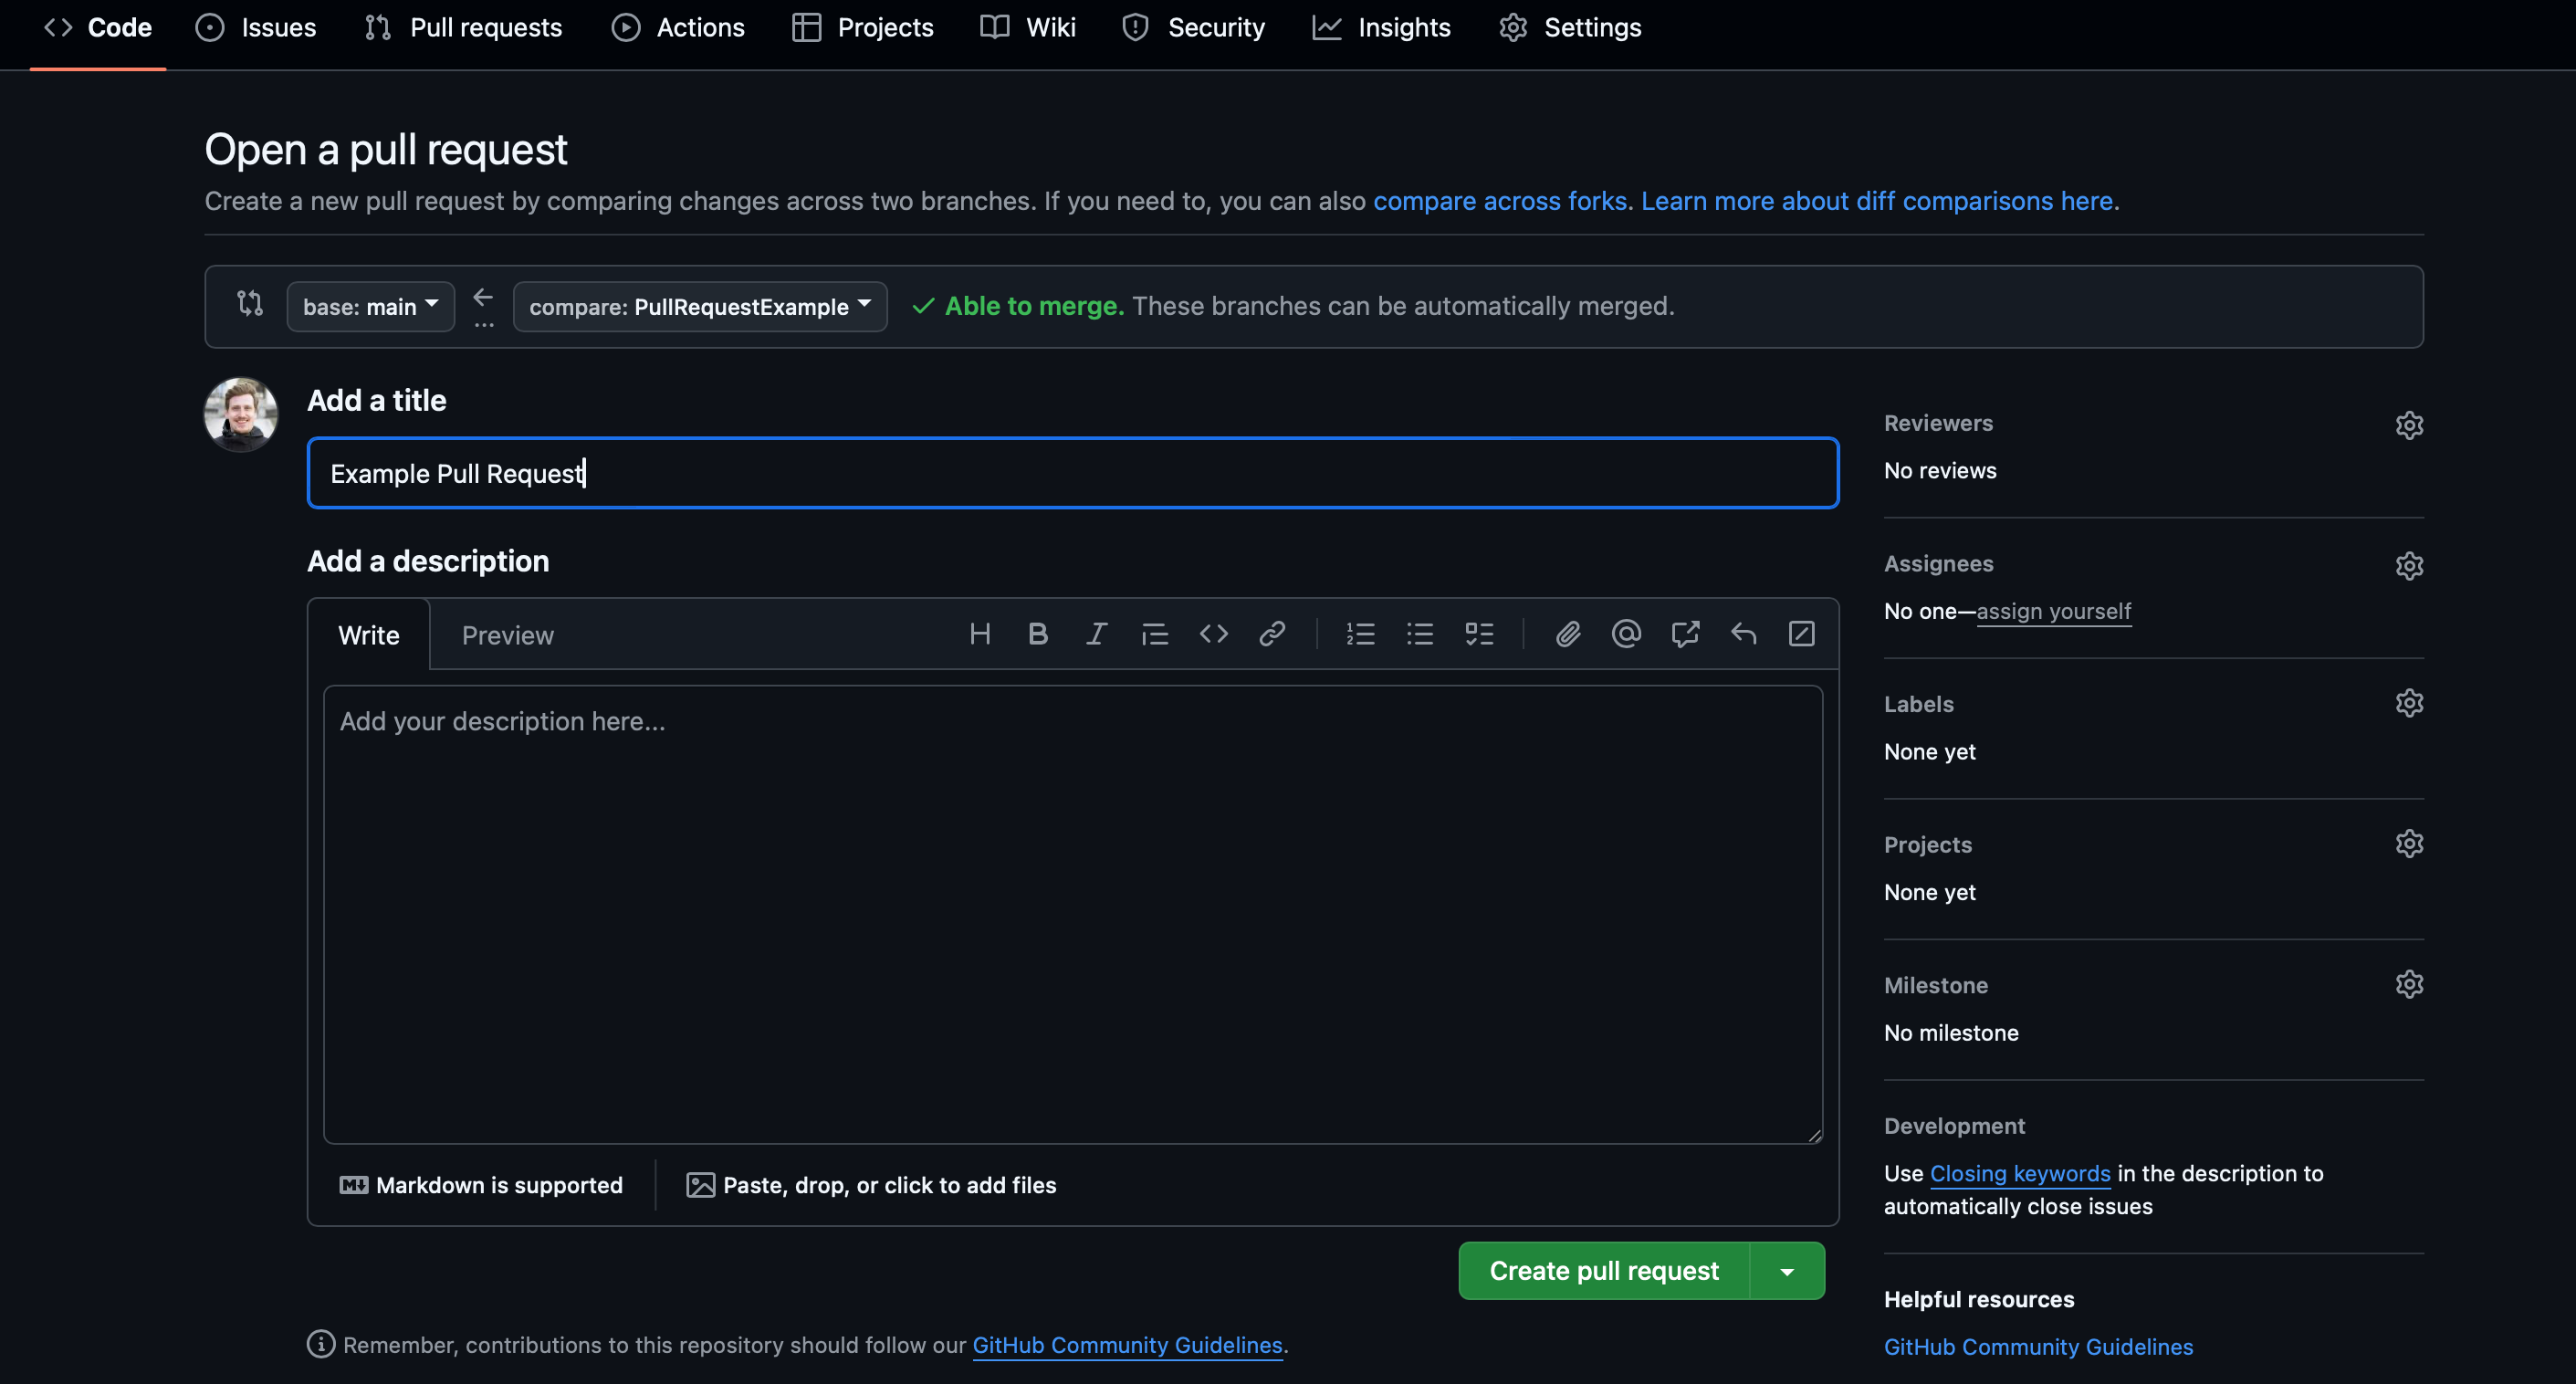 Code Issues Pull requests Actions Projects Wiki Security Insights Settings
Open a pull request
Create a new pull request by comparing changes across two branches. If you need to, you can also compare across forks. Learn more about diff comparisons here.
base: main compare: PullRequestExample Able to merge. These branches can be automatically merged.
Add a title
Example Pull Request
Add a description
Write Preview
Add your description here...
Markdown is supported Paste, drop, or click to add files
Create pull request
Remember, contributions to this repository should follow our GitHub Community Guidelines.
Reviewers
No reviews
Assignees
No one—assign yourself
Labels
None yet
Projects
None yet
Milestone
No milestone
Development
Use Closing keywords in the description to
automatically close issues
Helpful resources
GitHub Community Guidelines